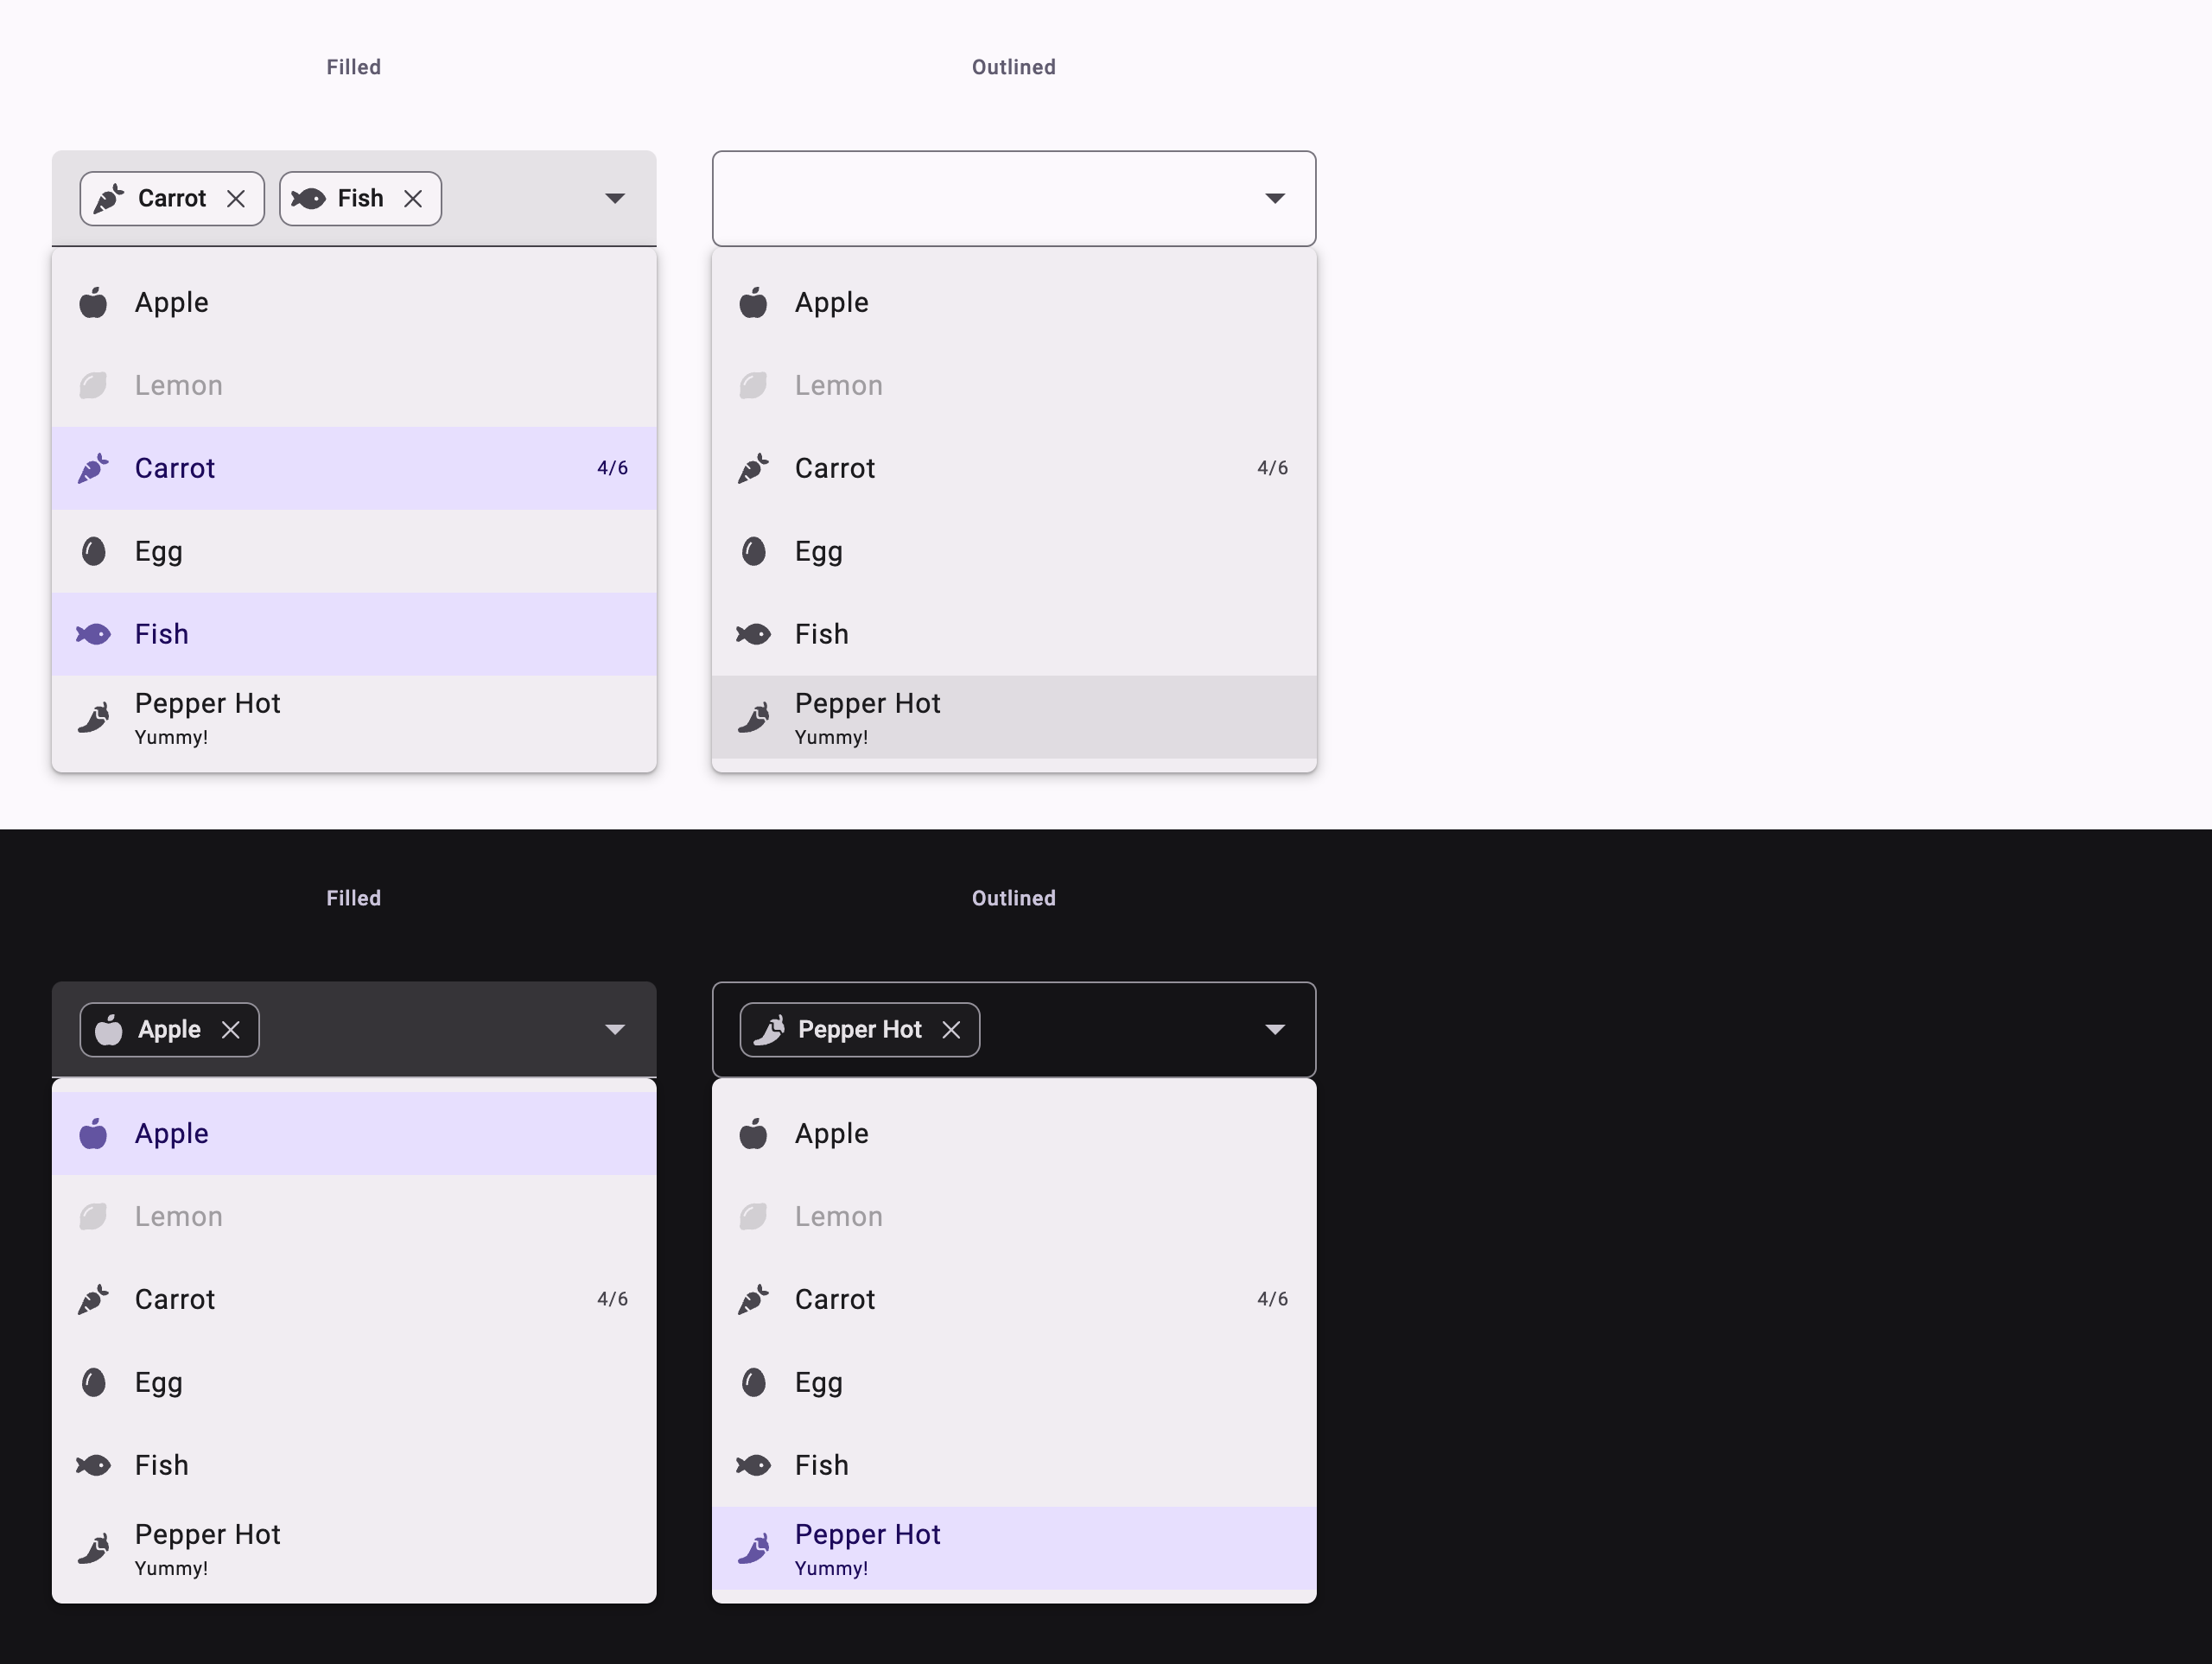 Filled
Outlined
Carrot
Fish
Apple
Lemon
Carrot 4/6
Egg
Fish
Pepper Hot
Yummy!
Apple
Lemon
Carrot 4/6
Egg
Fish
Pepper Hot
Yummy!
Filled
Outlined
Apple
Apple
Lemon
Carrot 4/6
Egg
Fish
Pepper Hot
Yummy!
Pepper Hot
Apple
Lemon
Carrot 4/6
Egg
Fish
Pepper Hot
Yummy!